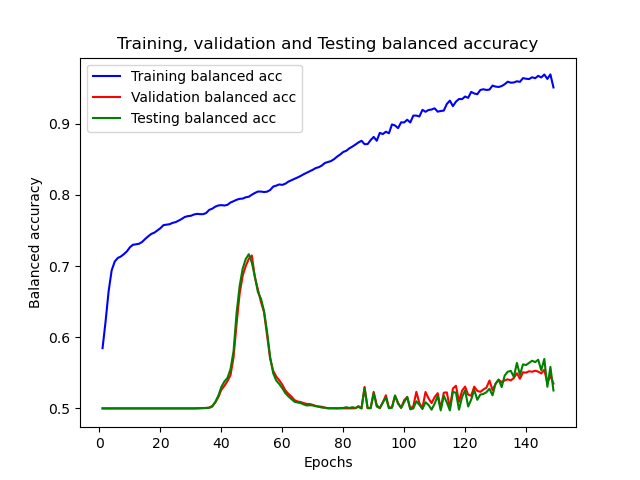 Training, validation and Testing balanced accuracy
Training balanced acc
Validation balanced acc
Testing balanced acc
Balanced accuracy
0.9
0.8
0.7
0.6
0.5
0 20 40 60 80 100 120 140
Epochs